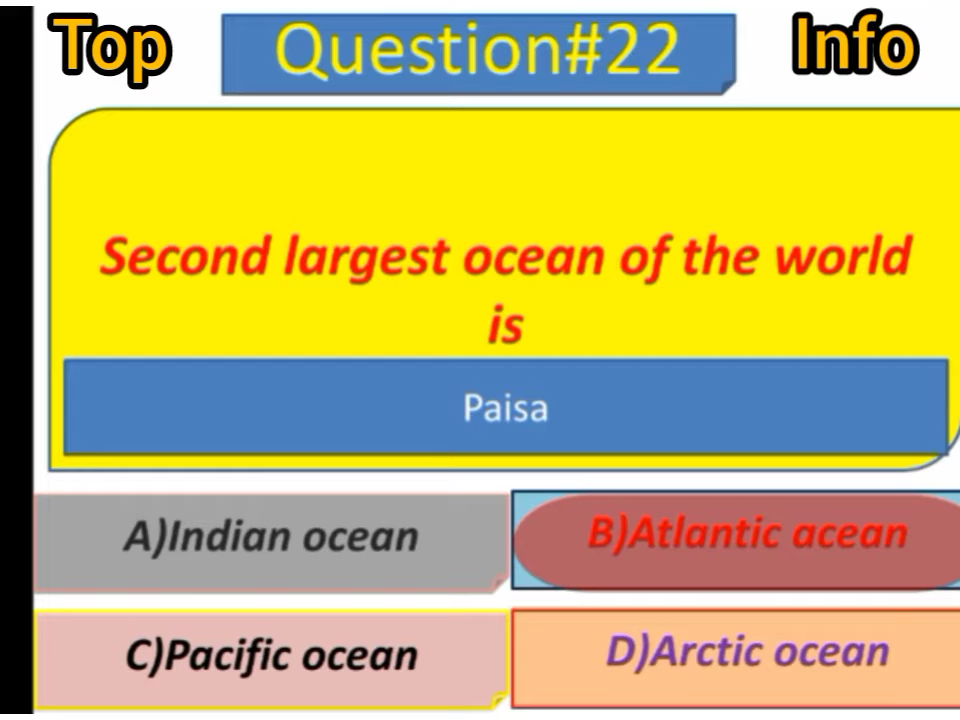 Top Question#22 Info
Second largest ocean of the world
is
Paisa
A)Indian ocean
B)Atlantic acean
C)Pacific ocean
D)Arctic ocean